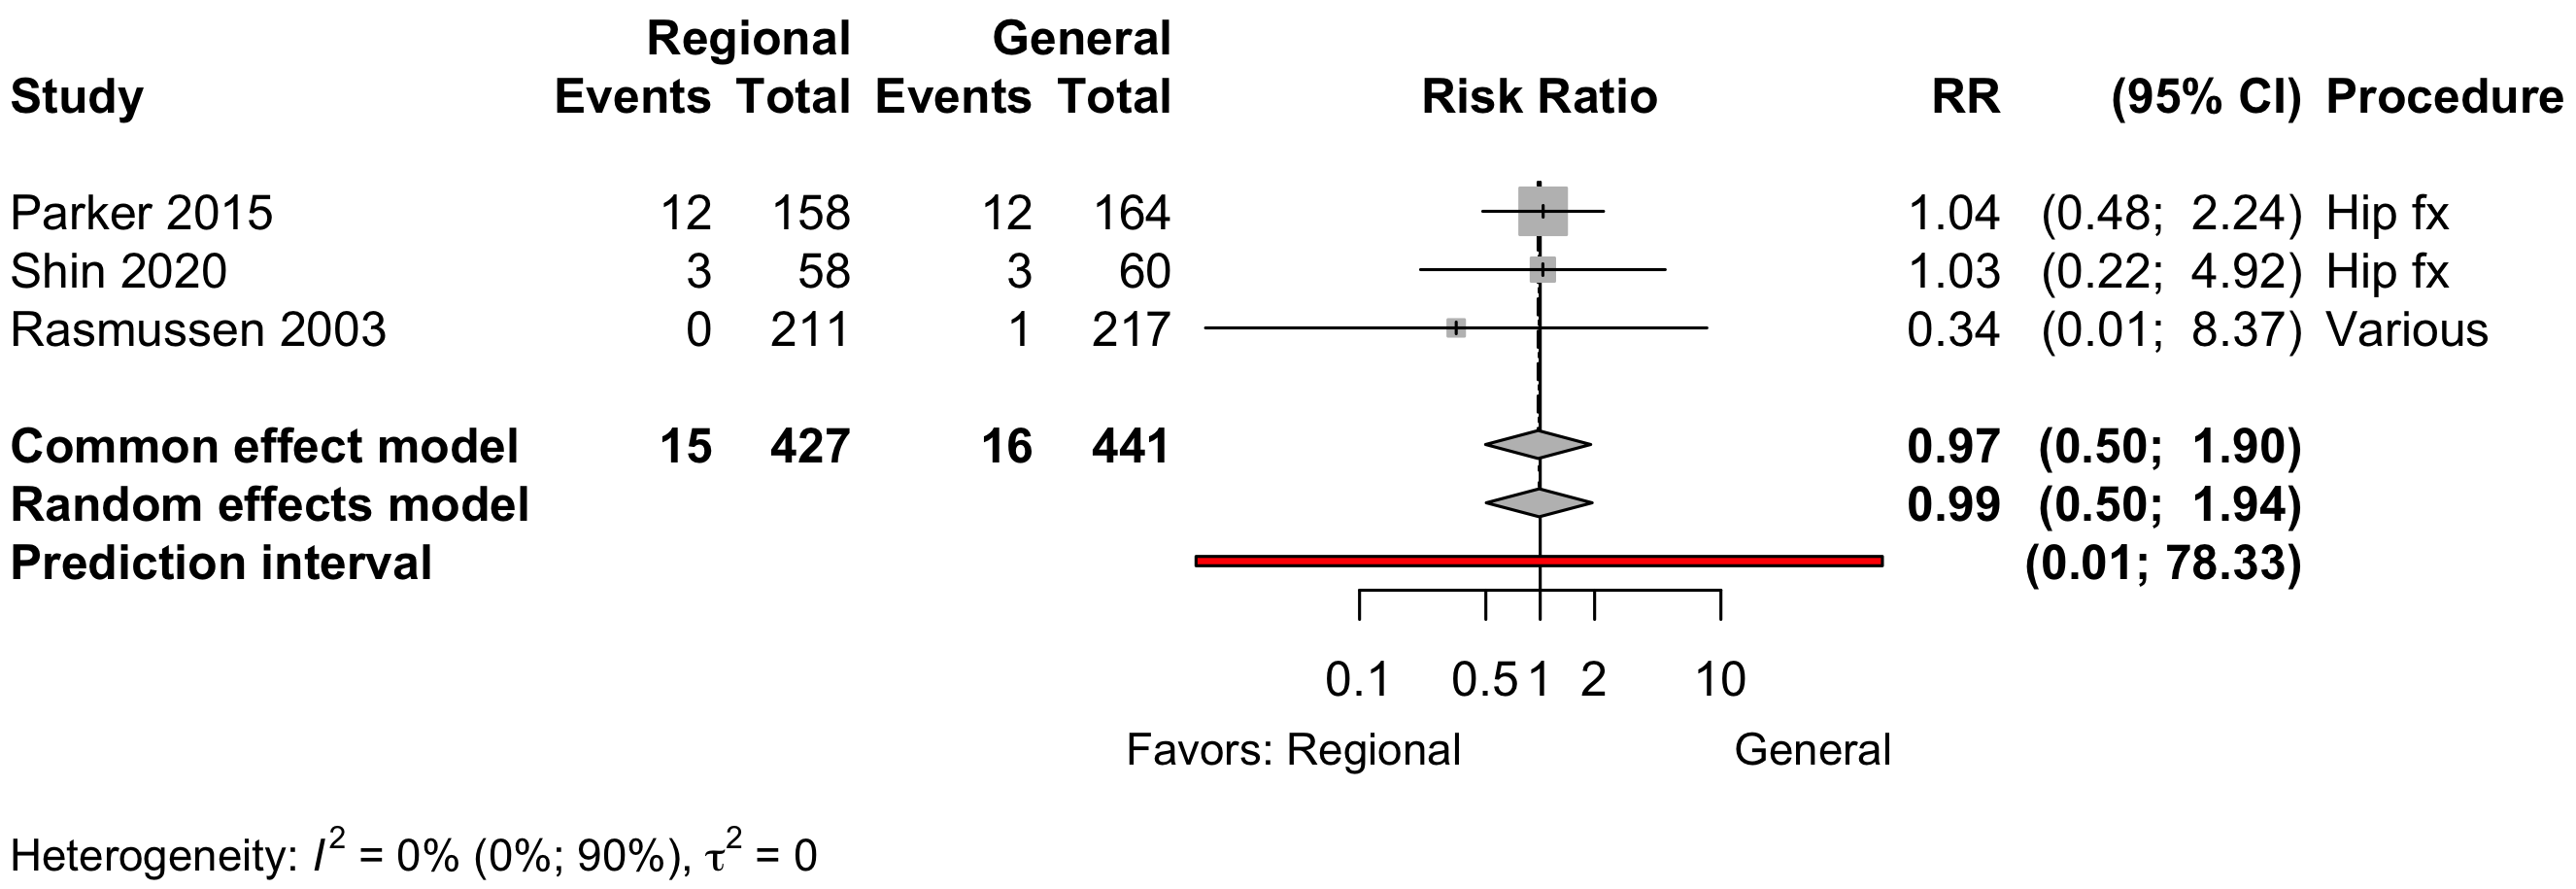 Regional General
Study Events Total Events Total Risk Ratio RR (95% CI) Procedure
Parker 2015 12 158 12 164 1.04 (0.48; 2.24) Hip fx
Shin 2020 3 58 3 60 1.03 (0.22; 4.92) Hip fx
Rasmussen 2003 0 211 1 217 0.34 (0.01; 8.37) Various
Common effect model 15 427 16 441 0.97 (0.50; 1.90)
Random effects model 0.99 (0.50; 1.94)
Prediction interval (0.01; 78.33)
0.1 0.5 1 2 10
Favors: Regional General
Heterogeneity: I² = 0% (0%; 90%), τ² = 0